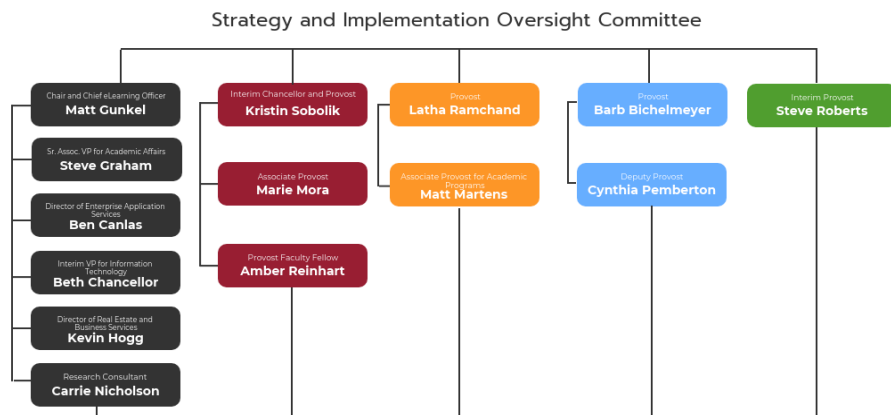 Strategy and Implementation Oversight Committee
Chair and Chief eLearning Officer
Matt Gunkel
Sr. Assoc. VP for Academic Affairs
Steve Graham
Director of Enterprise Application
Services
Ben Canlas
Interim VP for Information
Technology
Beth Chancellor
Director of Real Estate and
Business Services
Kevin Hogg
Research Consultant
Carrie Nicholson
Interim Chancellor and Provost
Kristin Sobolik
Associate Provost
Marie Mora
Provost Faculty Fellow
Amber Reinhart
Provost
Latha Ramchand
Associate Provost for Academic
Programs
Matt Martens
Provost
Barb Bichelmeyer
Deputy Provost
Cynthia Pemberton
Interim Provost
Steve Roberts